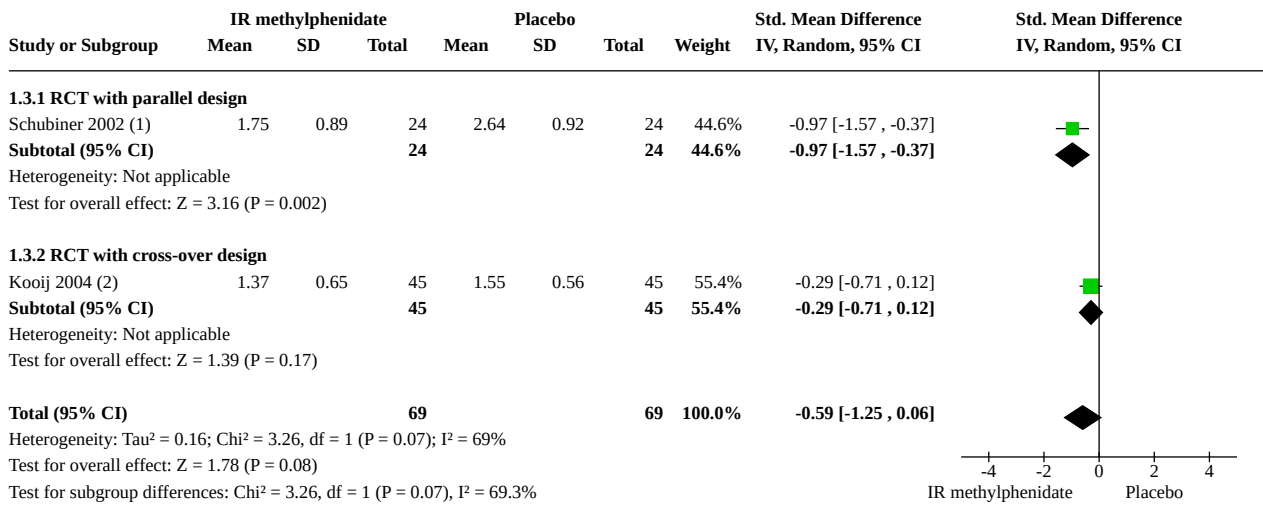 IR methylphenidate Placebo Std. Mean Difference Std. Mean Difference
Study or Subgroup Mean SD Total Mean SD Total Weight IV, Random, 95% CI IV, Random, 95% CI
1.3.1 RCT with parallel design
Schubiner 2002 (1) 1.75 0.89 24 2.64 0.92 24 44.6% -0.97 [-1.57 , -0.37]
Subtotal (95% CI) 24 24 44.6% -0.97 [-1.57 , -0.37]
Heterogeneity: Not applicable
Test for overall effect: Z = 3.16 (P = 0.002)
1.3.2 RCT with cross-over design
Kooij 2004 (2) 1.37 0.65 45 1.55 0.56 45 55.4% -0.29 [-0.71 , 0.12]
Subtotal (95% CI) 45 45 55.4% -0.29 [-0.71 , 0.12]
Heterogeneity: Not applicable
Test for overall effect: Z = 1.39 (P = 0.17)
Total (95% CI) 69 69 100.0% -0.59 [-1.25 , 0.06]
Heterogeneity: Tau² = 0.16; Chi² = 3.26, df = 1 (P = 0.07); I² = 69%
Test for overall effect: Z = 1.78 (P = 0.08)
-4 -2 0 2 4
Test for subgroup differences: Chi² = 3.26, df = 1 (P = 0.07), I² = 69.3%
IR methylphenidate Placebo